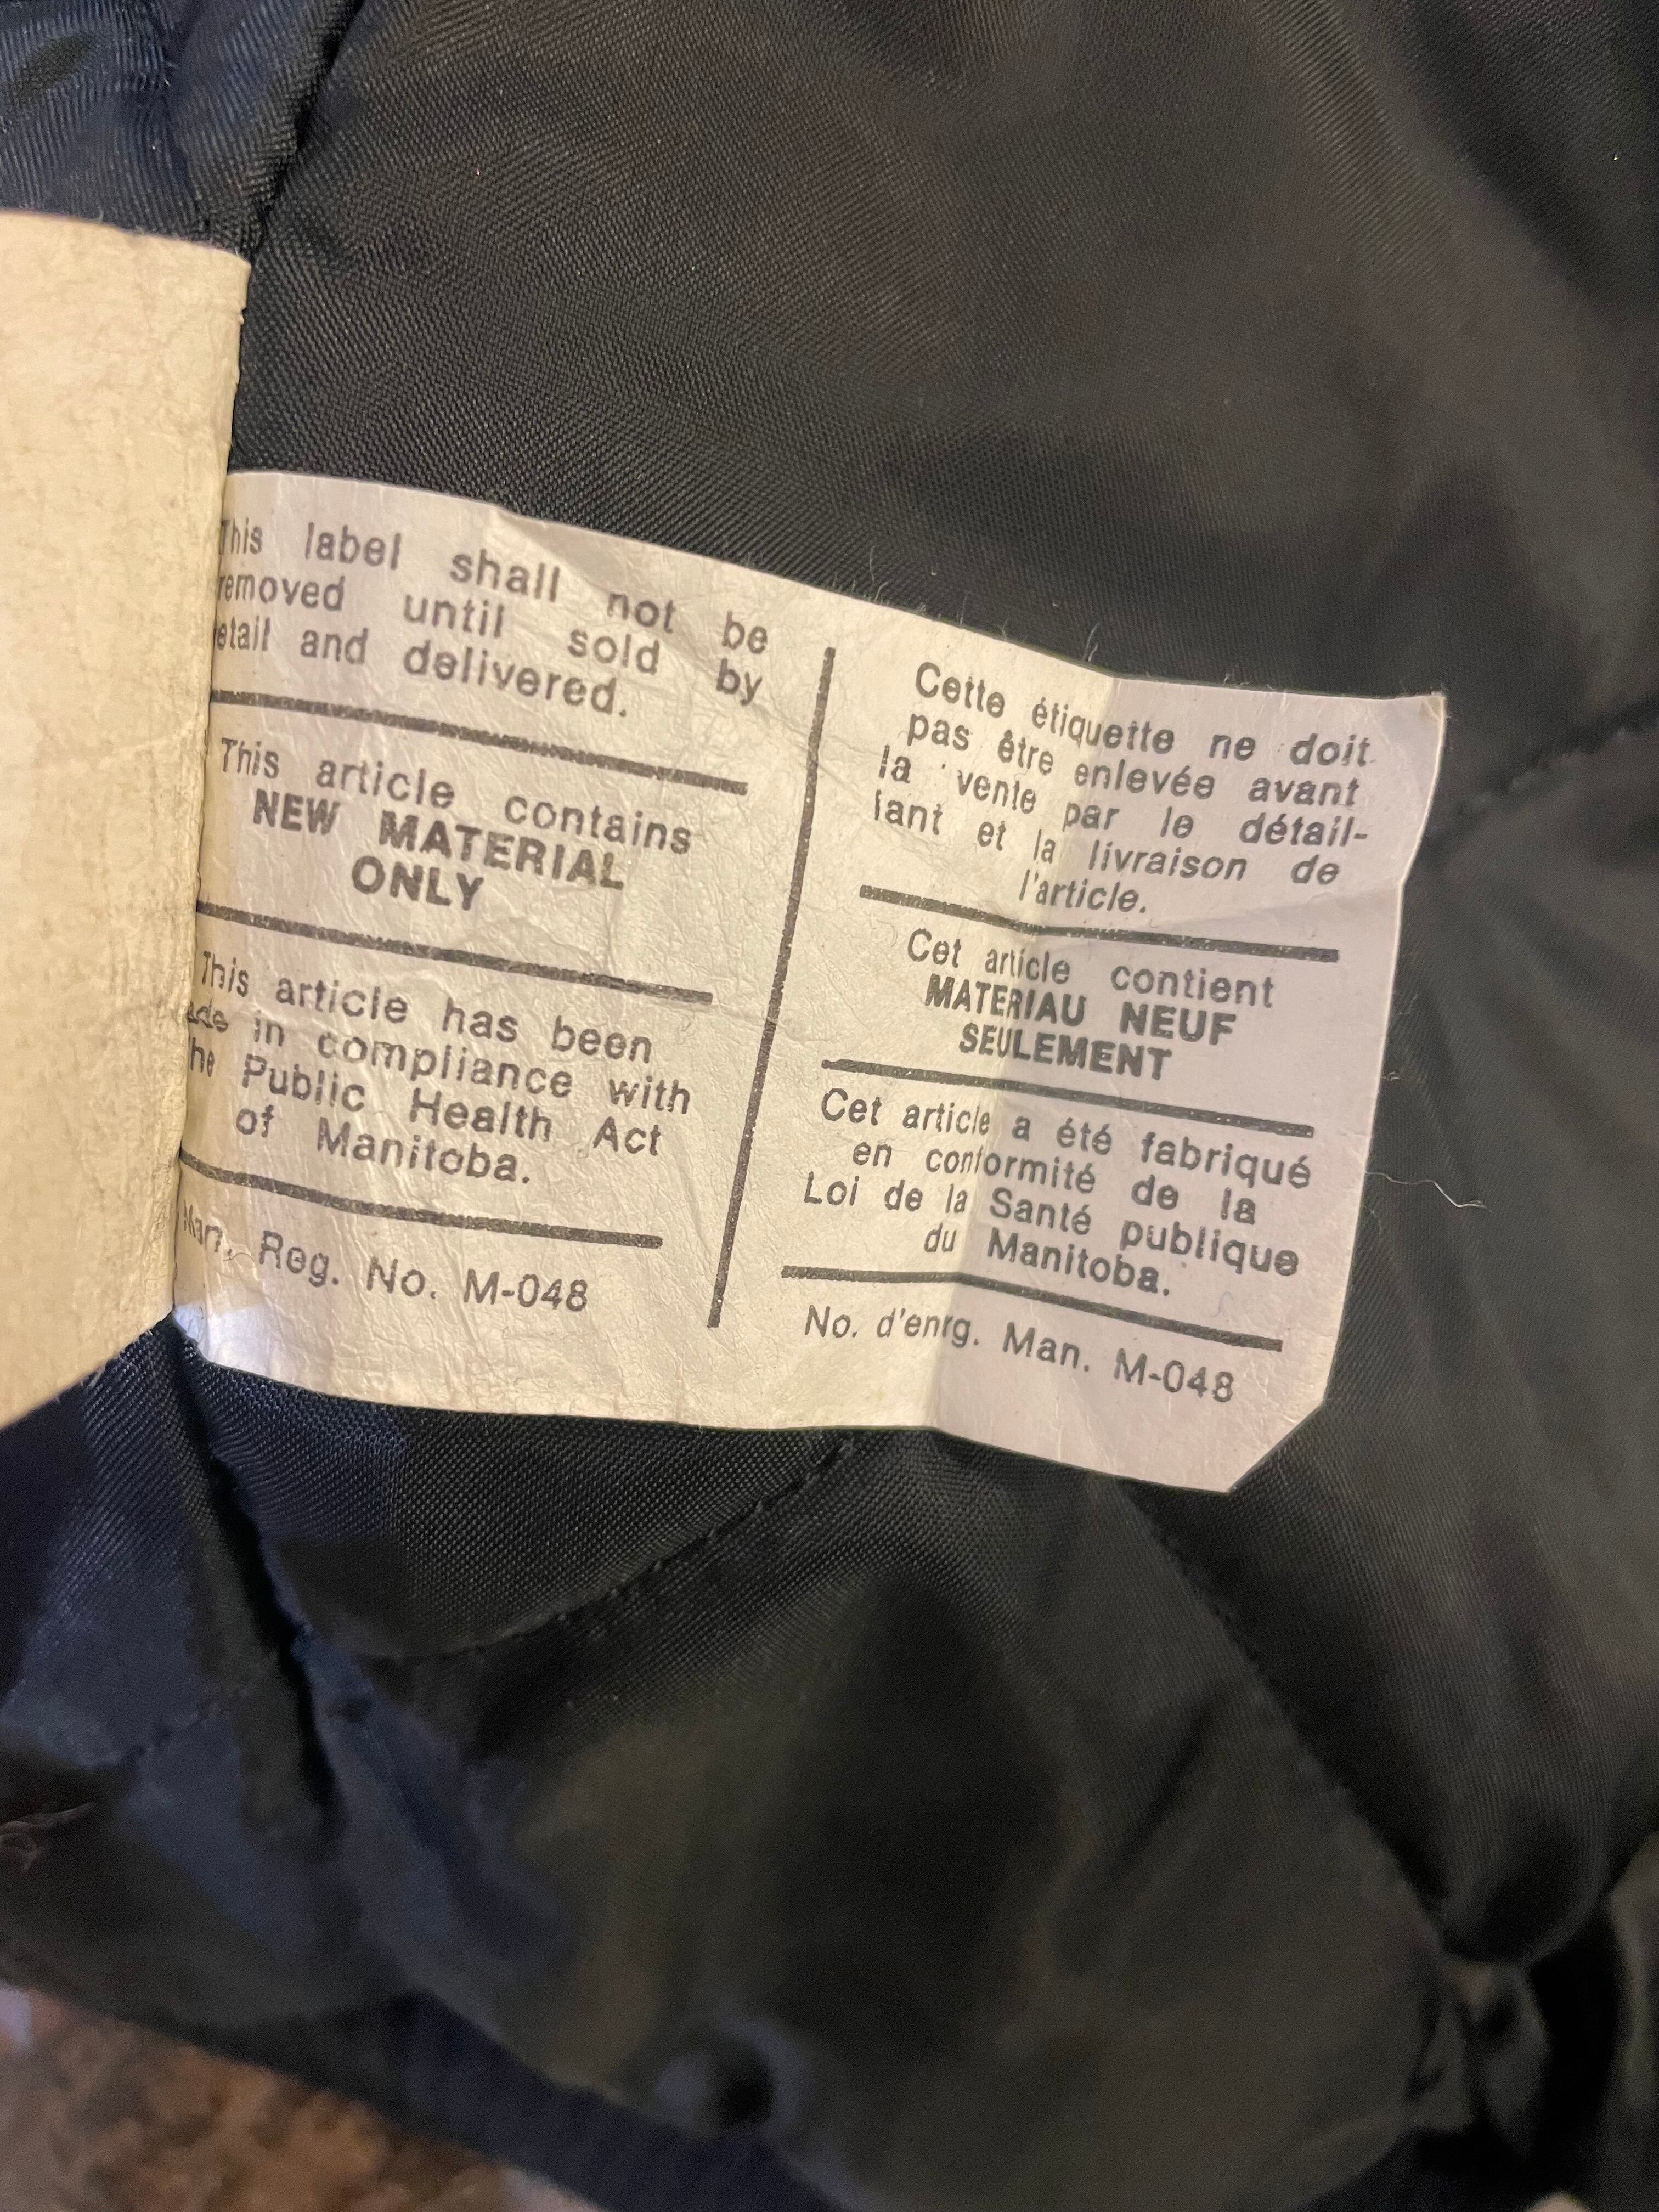 This label shall not be
removed until sold by
etail and delivered.
This article contains
NEW MATERIAL
ONLY
This article has been
ade in compliance with
he Public Health Act
of Manitoba.
Man. Reg. No. M-048
Cette étiquette ne doit
pas être enlevée avant
la vente par le détail-
lant et la livraison de
l'article.
Cet article contient
MATERIAU NEUF
SEULEMENT
Cet article a été fabriqué
en conformité de la
Loi de la Santé publique
du Manitoba.
No. d'enrg. Man. M-048